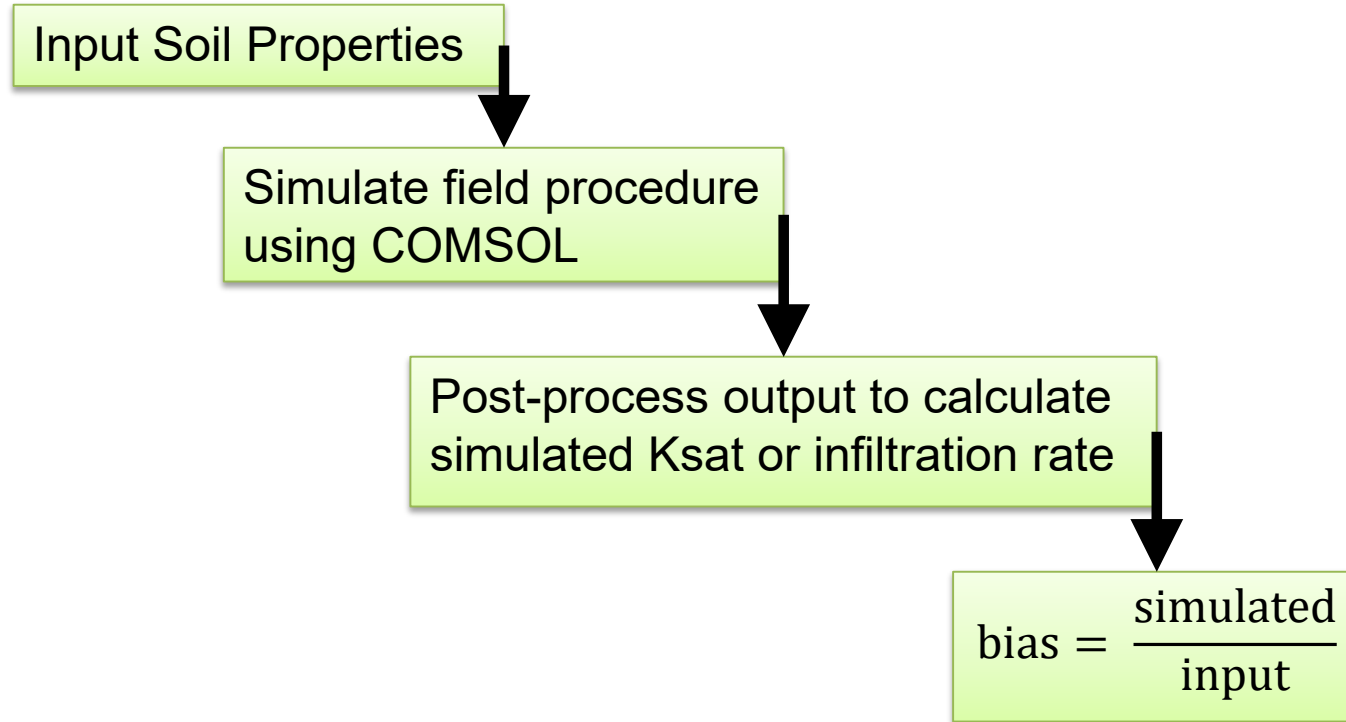 Input Soil Properties
Simulate field procedure
using COMSOL
Post-process output to calculate
simulated Ksat or infiltration rate
bias = simulated
input